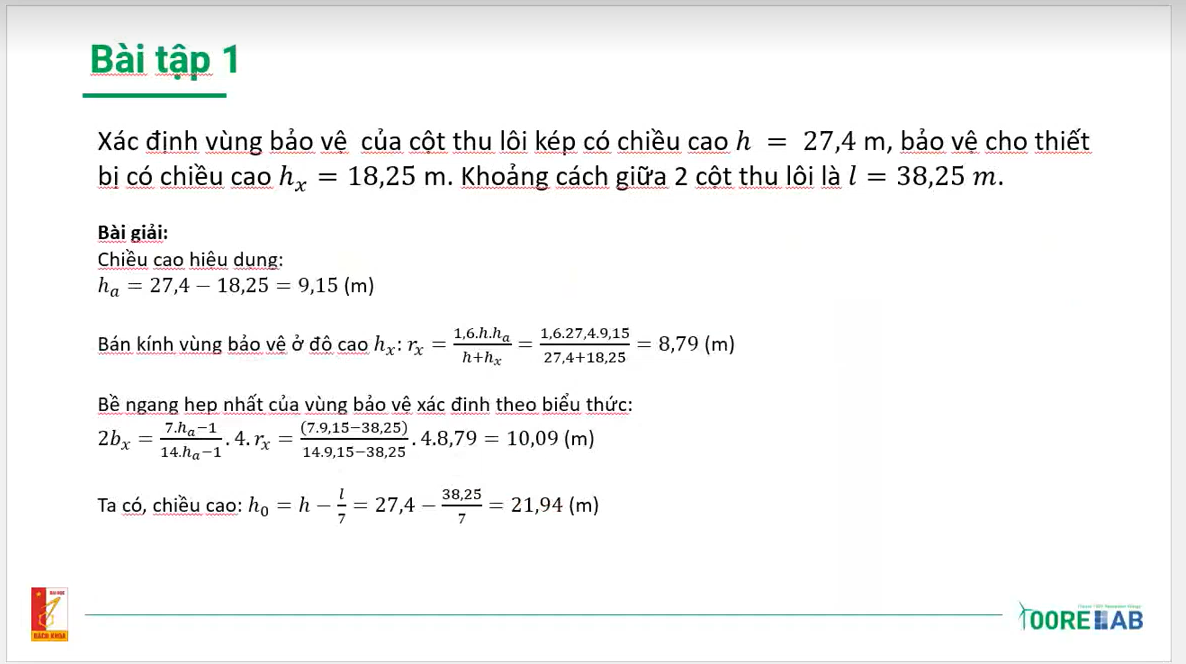 Bài tập 1
Xác định vùng bảo vệ của cột thu lôi kép có chiều cao h = 27,4 m, bảo vệ cho thiết
bị có chiều cao hₓ = 18,25 m. Khoảng cách giữa 2 cột thu lôi là l = 38,25 m.
Bài giải:
Chiều cao hiệu dụng:
hₐ = 27,4 − 18,25 = 9,15 (m)
Bán kính vùng bảo vệ ở độ cao hₓ: rₓ = 1,6.h.hₐ/h+hₓ = 1,6.27,4.9,15/27,4+18,25 = 8,79 (m)
Bề ngang hẹp nhất của vùng bảo vệ xác định theo biểu thức:
2bₓ = 7.hₐ−1/14.hₐ−1 . 4. rₓ = (7.9,15−38,25)/14.9,15−38,25 . 4.8,79 = 10,09 (m)
Ta có, chiều cao: h₀ = h − l/7 = 27,4 − 38,25/7 = 21,94 (m)
ĐẠI HỌC
BÁCH KHOA